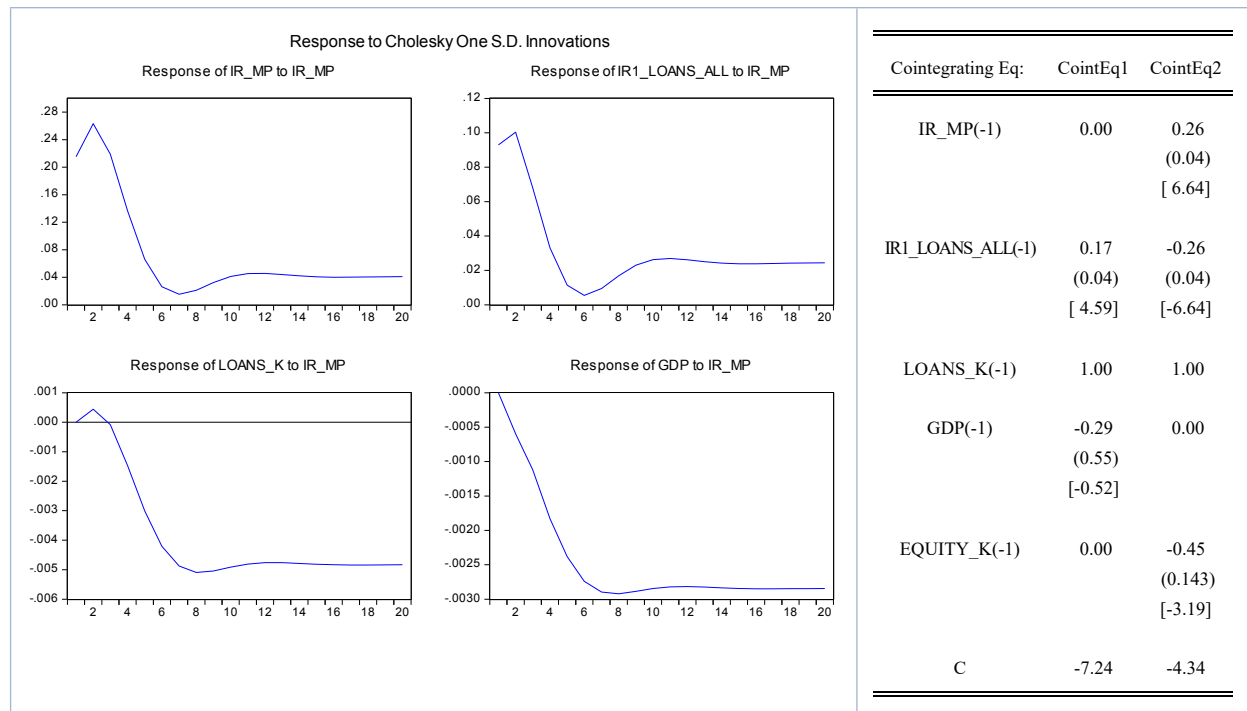 Response to Cholesky One S.D. Innovations
Response of IR_MP to IR_MP
.28
.24
.20
.16
.12
.08
.04
.00
2 4 6 8 10 12 14 16 18 20
Response of IR1_LOANS_ALL to IR_MP
.12
.10
.08
.06
.04
.02
.00
2 4 6 8 10 12 14 16 18 20
Response of LOANS_K to IR_MP
.001
.000
-.001
-.002
-.003
-.004
-.005
-.006
2 4 6 8 10 12 14 16 18 20
Response of GDP to IR_MP
.0000
-.0005
-.0010
-.0015
-.0020
-.0025
-.0030
2 4 6 8 10 12 14 16 18 20
Cointegrating Eq: CointEq1 CointEq2
IR_MP(-1) 0.00 0.26
(0.04)
[ 6.64]
IR1_LOANS_ALL(-1) 0.17 -0.26
(0.04) (0.04)
[ 4.59] [-6.64]
LOANS_K(-1) 1.00 1.00
GDP(-1) -0.29 0.00
(0.55)
[-0.52]
EQUITY_K(-1) 0.00 -0.45
(0.143)
[-3.19]
C -7.24 -4.34